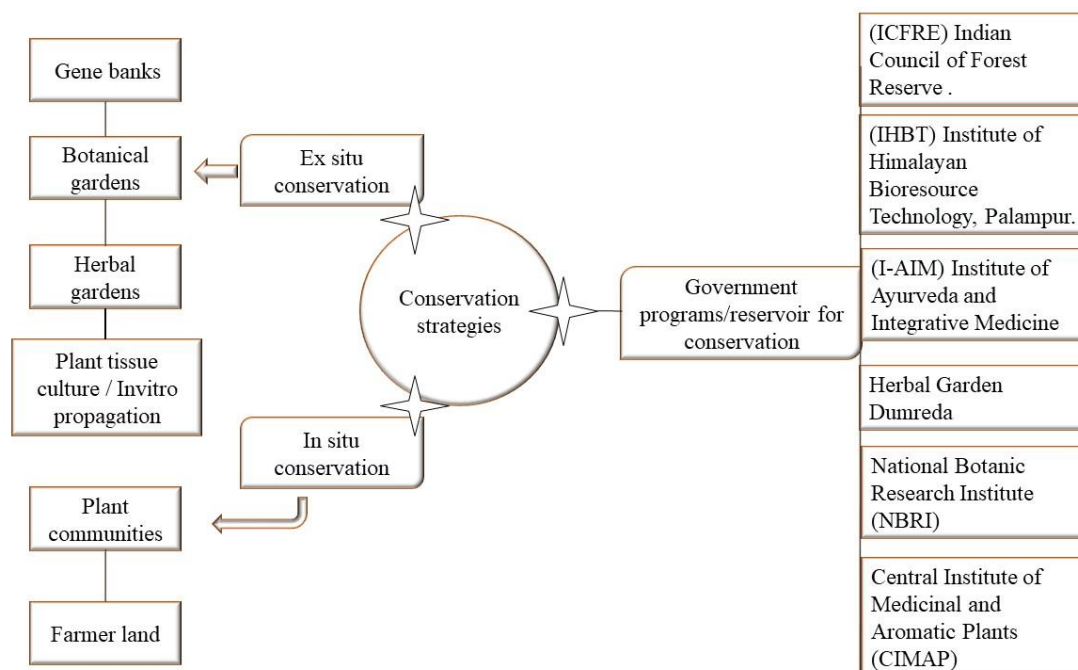 Gene banks
Botanical
gardens
Herbal
gardens
Plant tissue
culture / Invitro
propagation
Ex situ
conservation
Conservation
strategies
In situ
conservation
Plant
communities
Farmer land
Government
programs/reservoir for
conservation
(ICFRE) Indian
Council of Forest
Reserve .
(IHBT) Institute of
Himalayan
Bioresource
Technology, Palampur.
(I-AIM) Institute of
Ayurveda and
Integrative Medicine
Herbal Garden
Dumreda
National Botanic
Research Institute
(NBRI)
Central Institute of
Medicinal and
Aromatic Plants
(CIMAP)